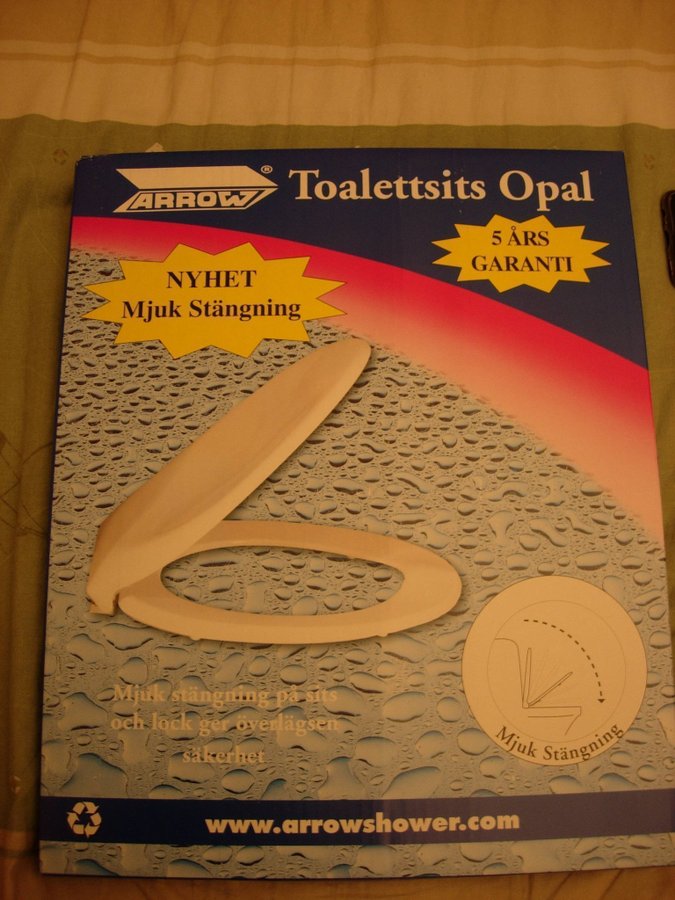 ARROW®
Toalettsits Opal
5 ÅRS
GARANTI
NYHET
Mjuk Stängning
Mjuk stängning på sits
och lock ger överlägsen
säkerhet
Mjuk Stängning
www.arrowshower.com